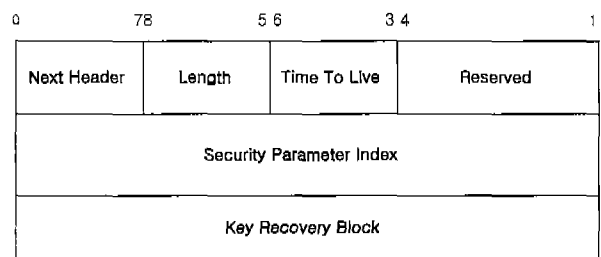 0 78 5 6 3 4 1
Next Header Length Time To Live Reserved
Security Parameter Index
Key Recovery Block